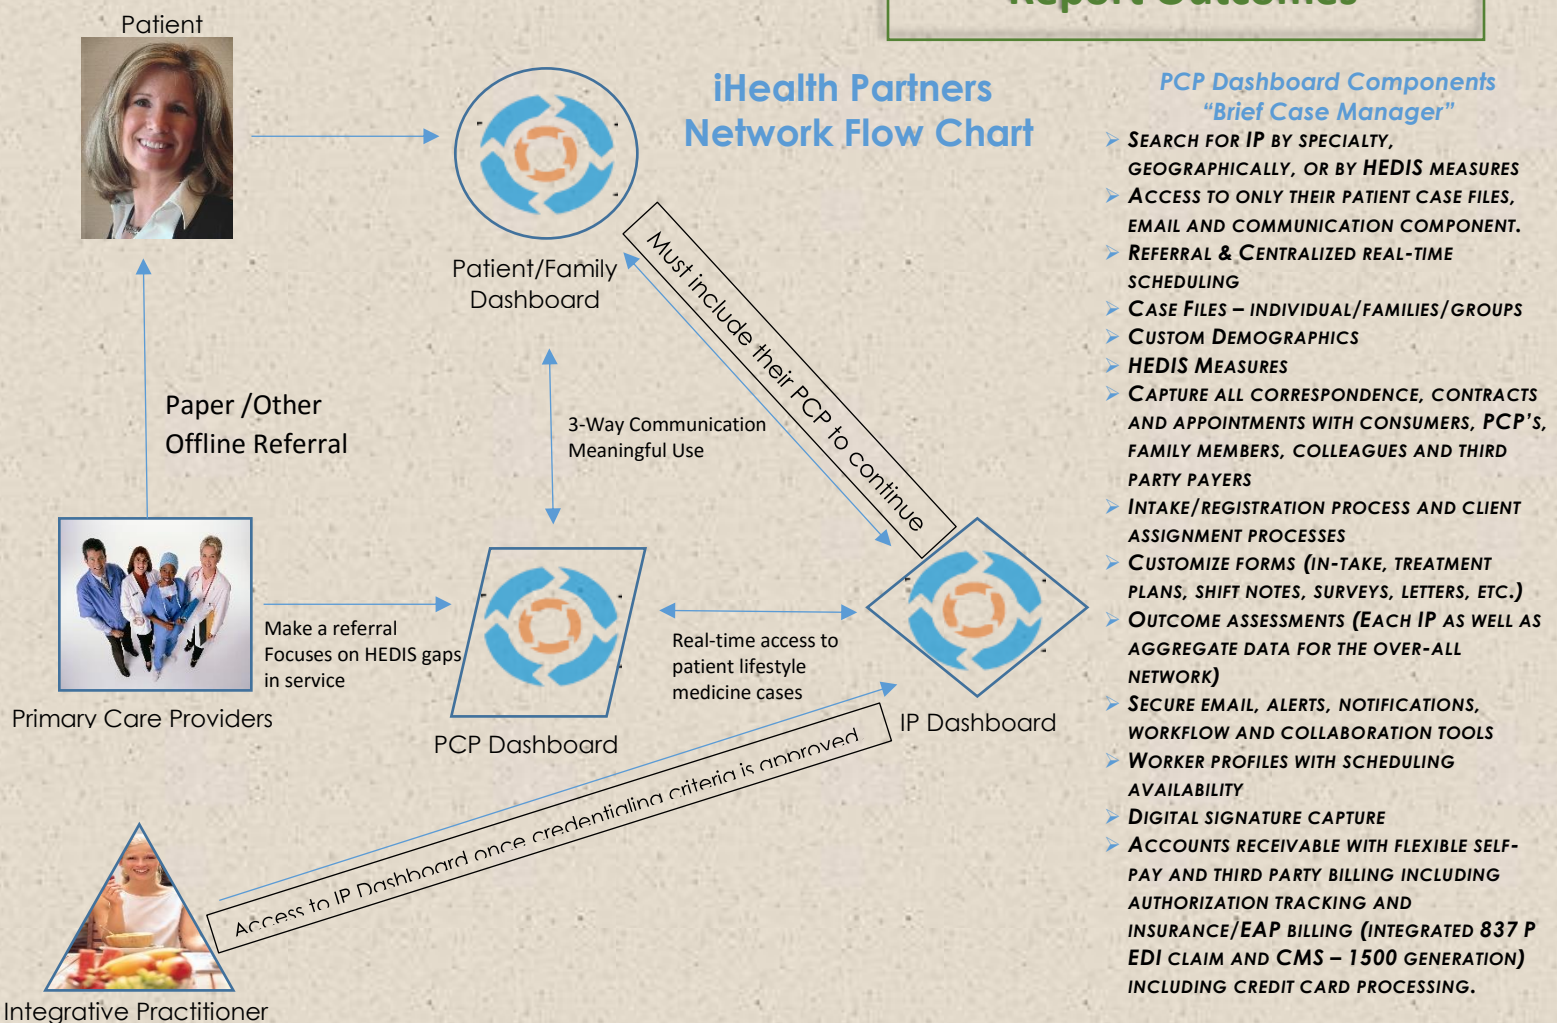 Report Outcomes
Patient
iHealth Partners
Network Flow Chart
Patient/Family
Dashboard
Must include their PCP to continue
Paper /Other
Offline Referral
3-Way Communication
Meaningful Use
Make a referral
Focuses on HEDIS gaps
in service
Real-time access to
patient lifestyle
medicine cases
Primary Care Providers
PCP Dashboard
IP Dashboard
Access to IP Dashboard once credentialing criteria is approved
Integrative Practitioner
PCP Dashboard Components
“Brief Case Manager”
➢ SEARCH FOR IP BY SPECIALTY,
GEOGRAPHICALLY, OR BY HEDIS MEASURES
➢ ACCESS TO ONLY THEIR PATIENT CASE FILES,
EMAIL AND COMMUNICATION COMPONENT.
➢ REFERRAL & CENTRALIZED REAL-TIME
SCHEDULING
➢ CASE FILES – INDIVIDUAL/FAMILIES/GROUPS
➢ CUSTOM DEMOGRAPHICS
➢ HEDIS MEASURES
➢ CAPTURE ALL CORRESPONDENCE, CONTRACTS
AND APPOINTMENTS WITH CONSUMERS, PCP’S,
FAMILY MEMBERS, COLLEAGUES AND THIRD
PARTY PAYERS
➢ INTAKE/REGISTRATION PROCESS AND CLIENT
ASSIGNMENT PROCESSES
➢ CUSTOMIZE FORMS (IN-TAKE, TREATMENT
PLANS, SHIFT NOTES, SURVEYS, LETTERS, ETC.)
➢ OUTCOME ASSESSMENTS (EACH IP AS WELL AS
AGGREGATE DATA FOR THE OVER-ALL
NETWORK)
➢ SECURE EMAIL, ALERTS, NOTIFICATIONS,
WORKFLOW AND COLLABORATION TOOLS
➢ WORKER PROFILES WITH SCHEDULING
AVAILABILITY
➢ DIGITAL SIGNATURE CAPTURE
➢ ACCOUNTS RECEIVABLE WITH FLEXIBLE SELF-
PAY AND THIRD PARTY BILLING INCLUDING
AUTHORIZATION TRACKING AND
INSURANCE/EAP BILLING (INTEGRATED 837 P
EDI CLAIM AND CMS – 1500 GENERATION)
INCLUDING CREDIT CARD PROCESSING.